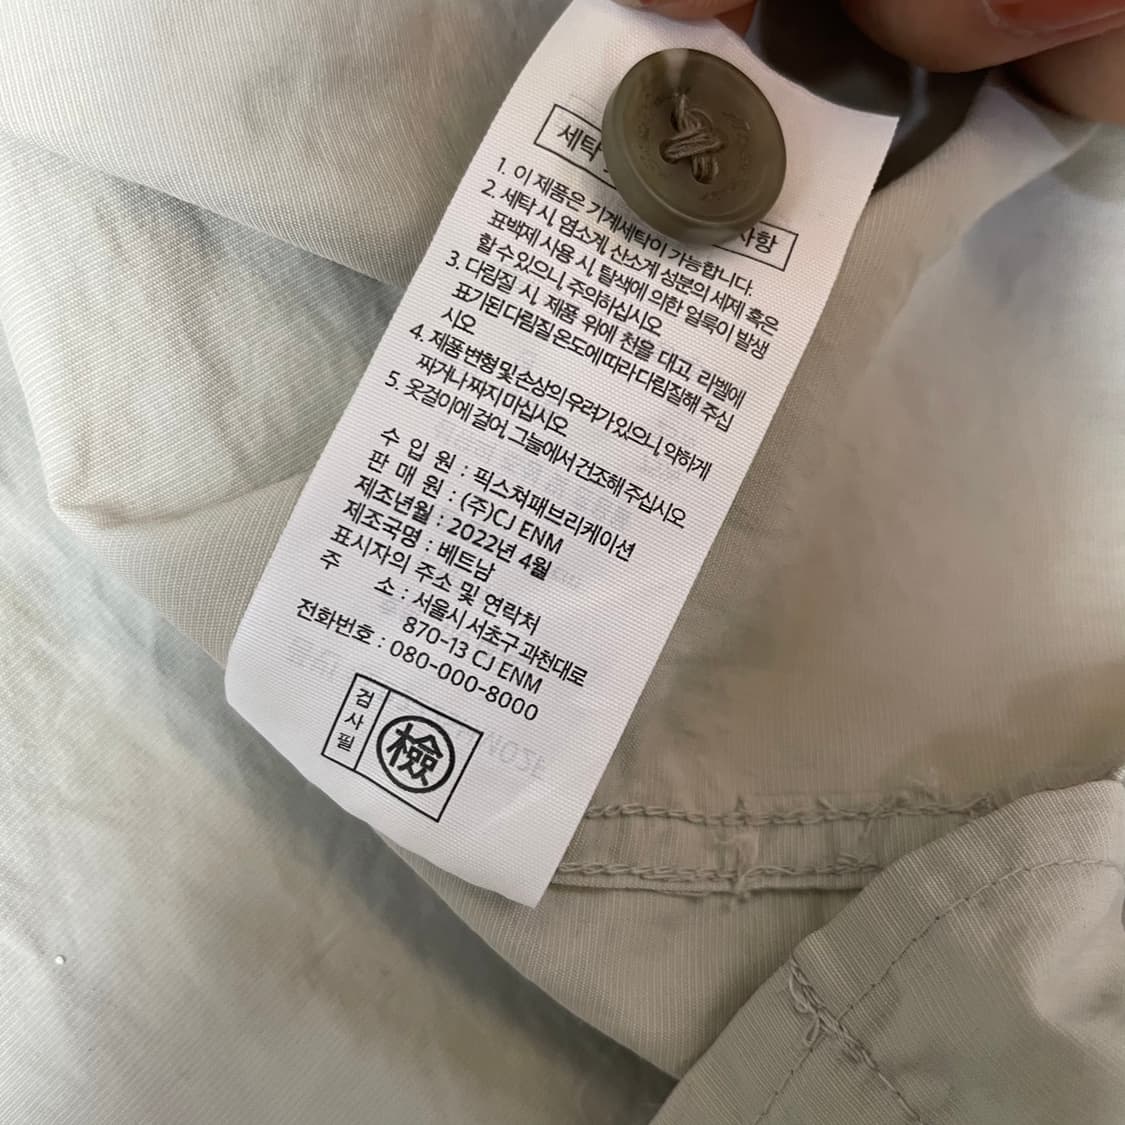 세탁 사항
1. 이 제품은 기계세탁이 가능합니다.
2. 세탁 시, 염소계, 산소계 성분의 세제 혹은
표백제 사용 시, 탈색에 의한 얼룩이 발생
할 수 있으니, 주의하십시오
3. 다림질 시, 제품 위에 천을 대고, 라벨에
표기된 다림질 온도에 따라 다림질해 주십
시오
4. 제품 변형 및 손상의 우려가 있으니, 약하게
짜거나 짜지 마십시오
5. 옷걸이에 걸어, 그늘에서 건조해 주십시오
수 입 원 : 픽스쳐패브리케이션
판 매 원 : (주)CJ ENM
제조년월 : 2022년 4월
제조국명 : 베트남
표시자의 주소 및 연락처
주 소 : 서울시 서초구 과천대로
870-13 CJ ENM
전화번호 : 080-000-8000
검사필
檢